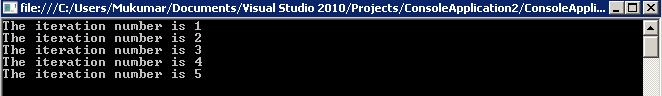 file:///C:/Users/Mukumar/Documents/Visual Studio 2010/Projects/ConsoleApplication2/ConsoleAppli...
The iteration number is 1
The iteration number is 2
The iteration number is 3
The iteration number is 4
The iteration number is 5